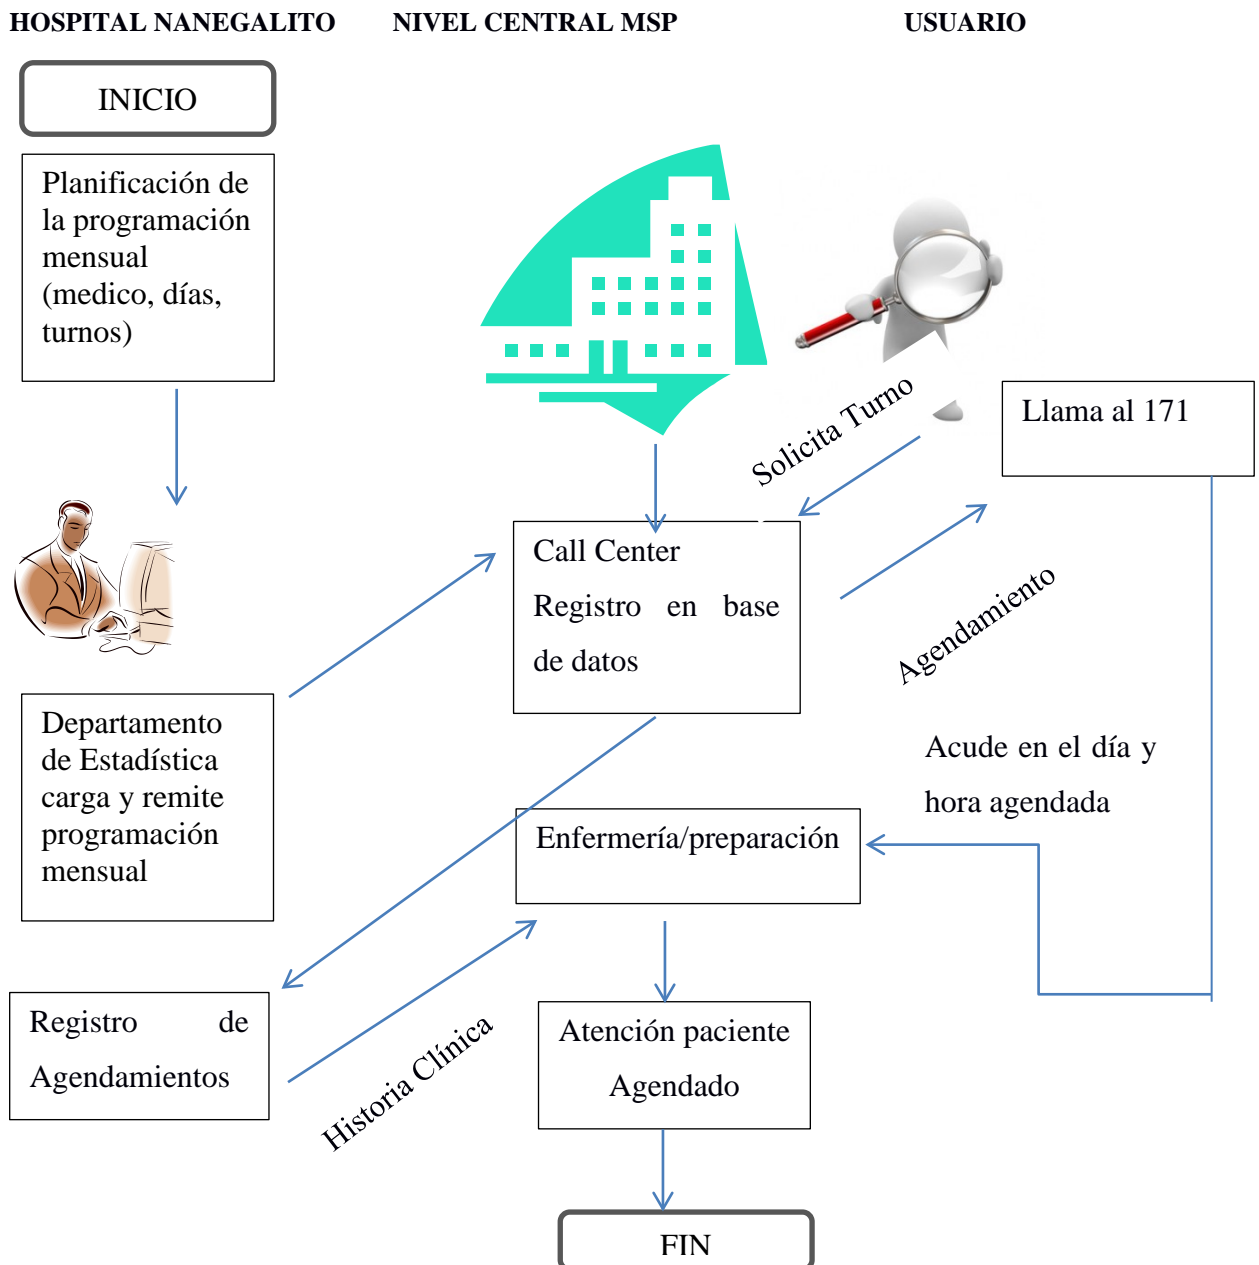 HOSPITAL NANEGALITO NIVEL CENTRAL MSP USUARIO
INICIO
Planificación de
la programación
mensual
(medico, días,
turnos)
Solicita Turno
Llama al 171
Call Center
Registro en base
de datos
Agendamiento
Departamento
de Estadística
carga y remite
programación
mensual
Acude en el día y
hora agendada
Enfermería/preparación
Registro de
Agendamientos
Historia Clínica
Atención paciente
Agendado
FIN